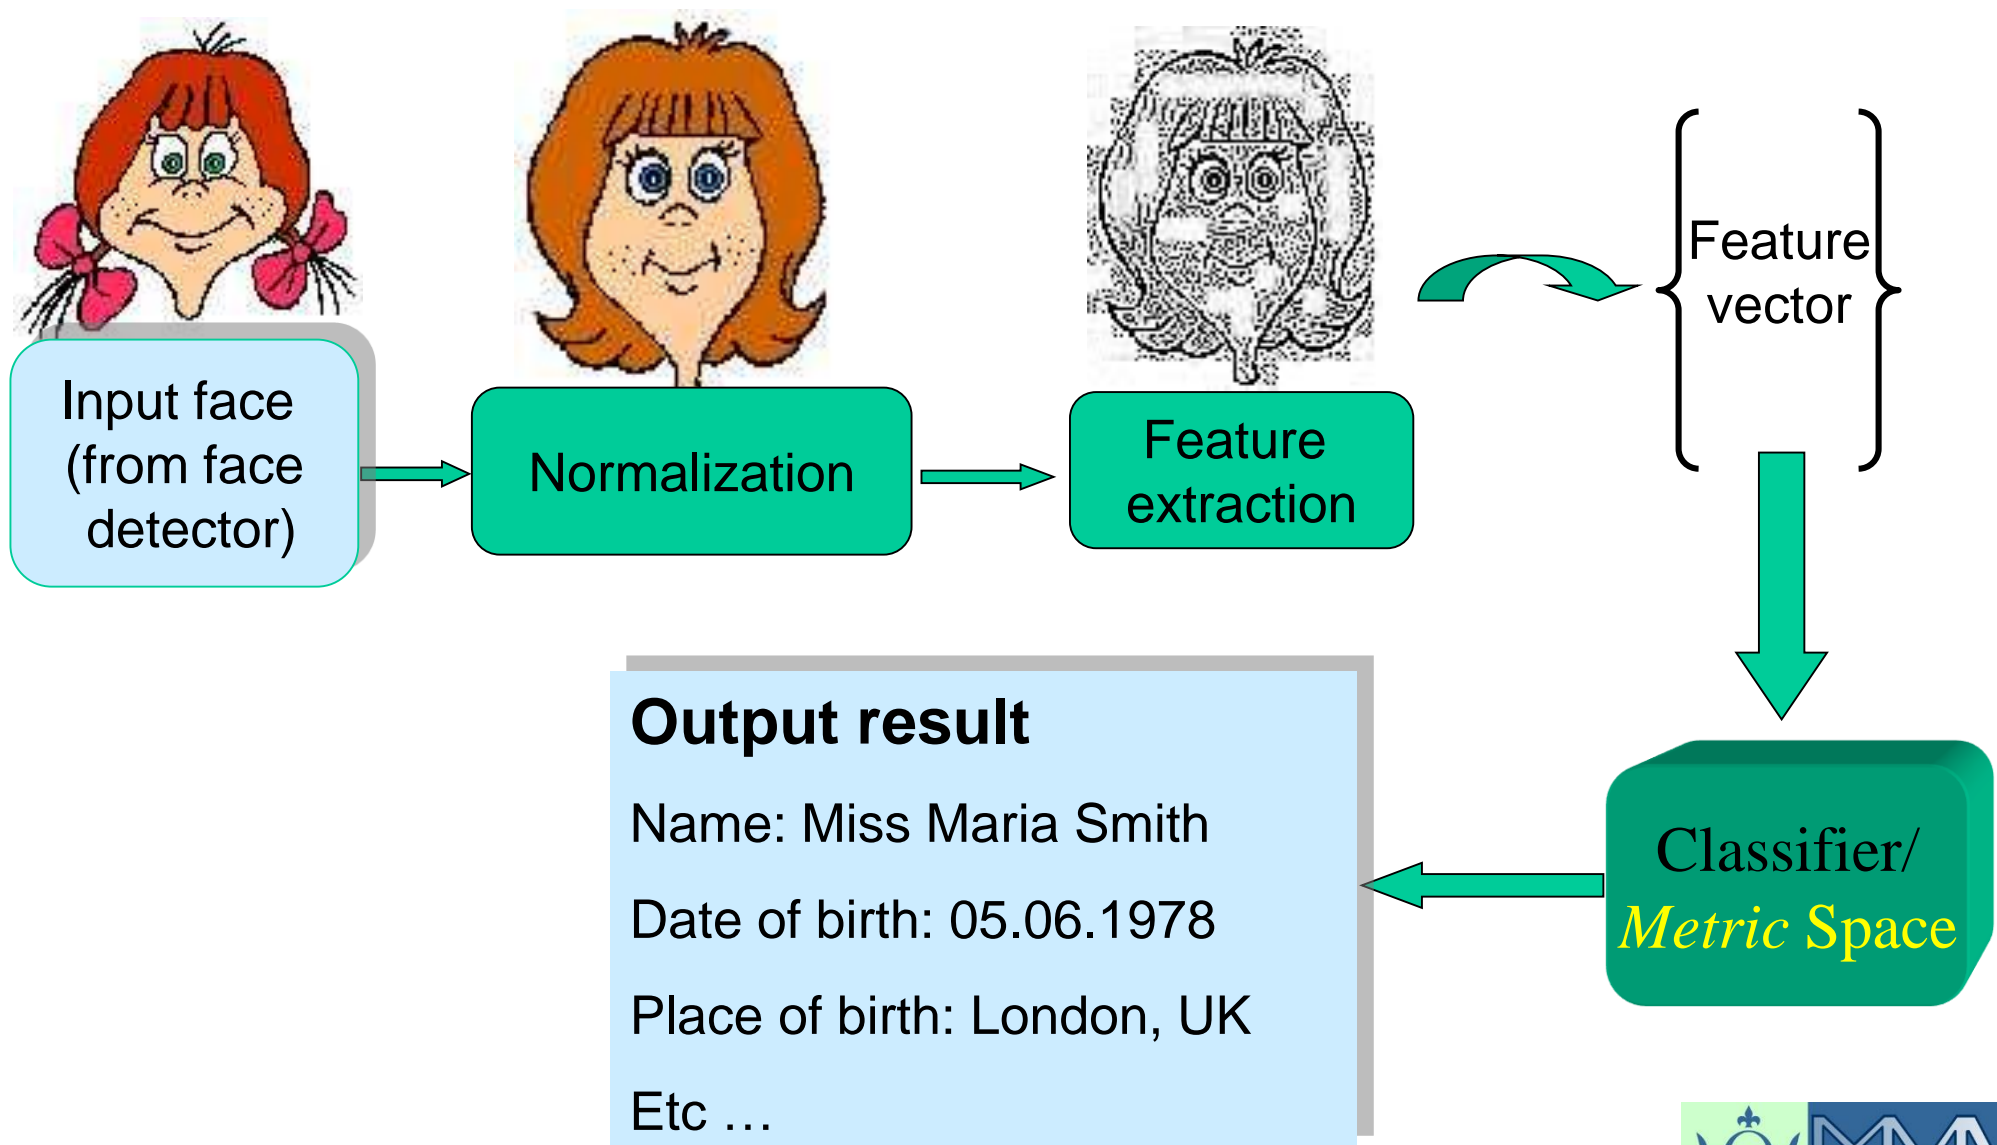 Input face
(from face
detector)
Normalization
Feature
extraction
Feature
vector
Classifier/
Metric Space
Output result
Name: Miss Maria Smith
Date of birth: 05.06.1978
Place of birth: London, UK
Etc …